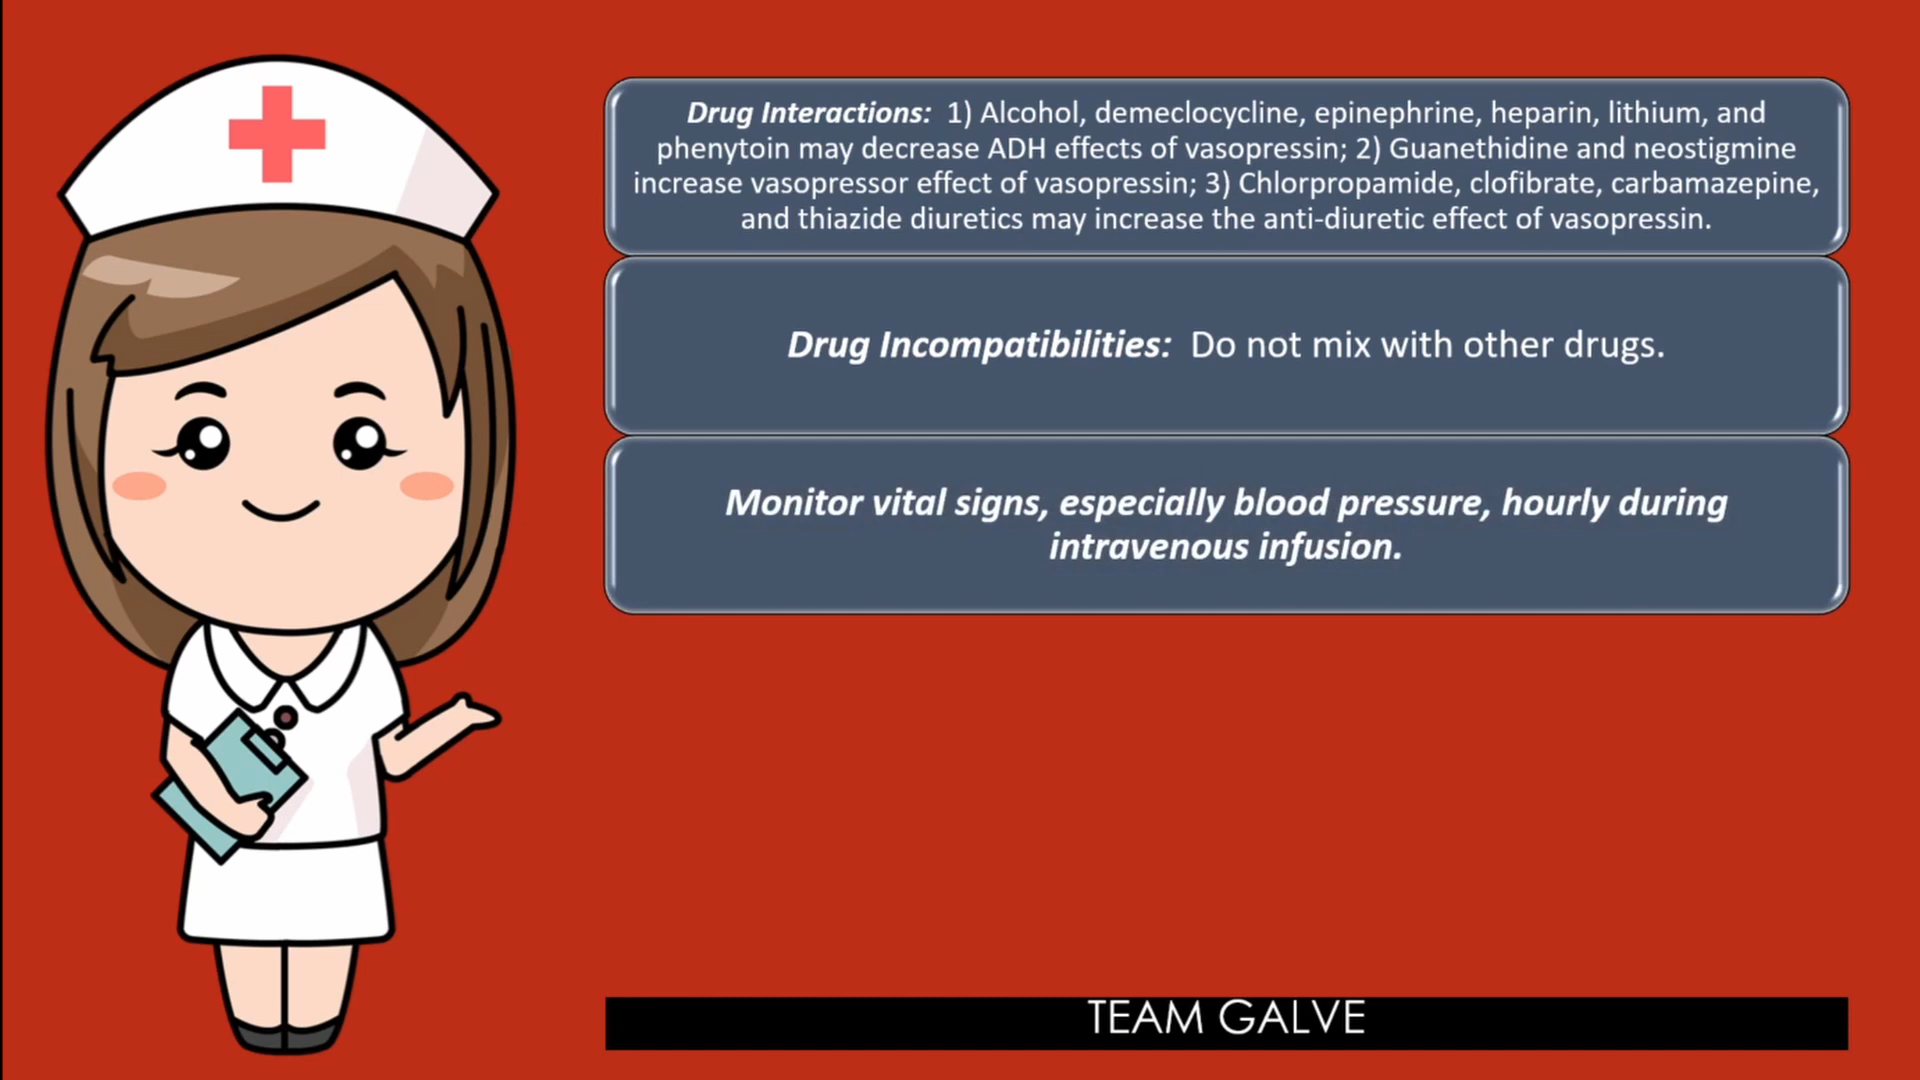 Drug Interactions: 1) Alcohol, demeclocycline, epinephrine, heparin, lithium, and
phenytoin may decrease ADH effects of vasopressin; 2) Guanethidine and neostigmine
increase vasopressor effect of vasopressin; 3) Chlorpropamide, clofibrate, carbamazepine,
and thiazide diuretics may increase the anti-diuretic effect of vasopressin.
Drug Incompatibilities: Do not mix with other drugs.
Monitor vital signs, especially blood pressure, hourly during
intravenous infusion.
TEAM GALVE